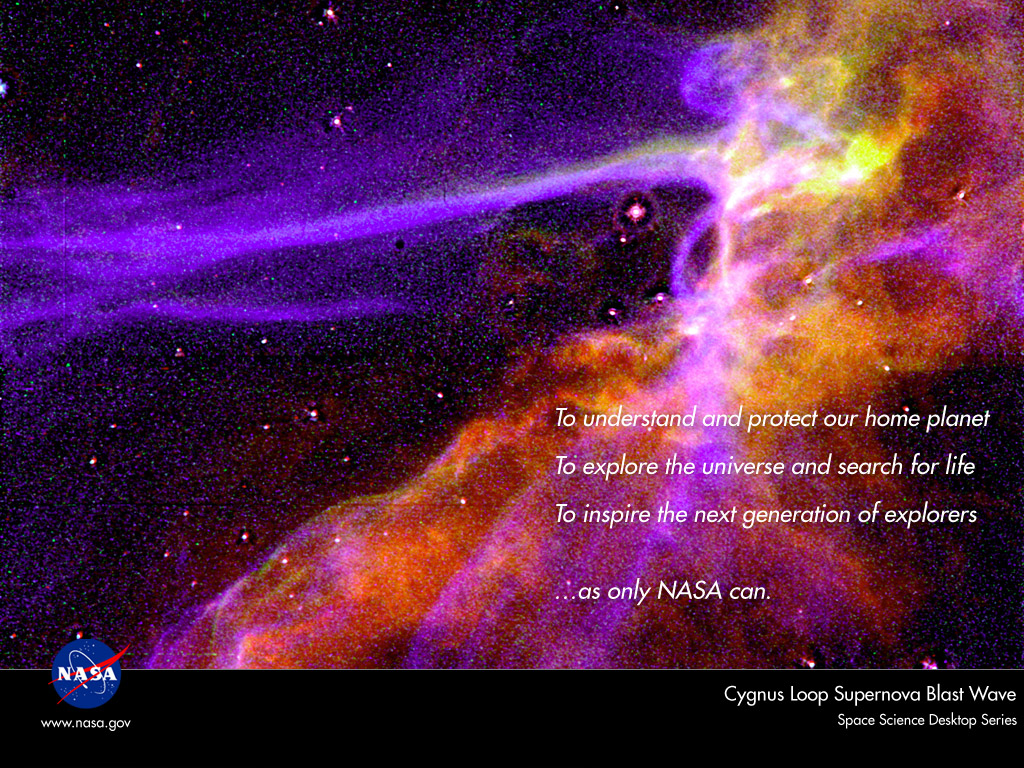 To understand and protect our home planet
To explore the universe and search for life
To inspire the next generation of explorers
…as only NASA can.
NASA
www.nasa.gov
Cygnus Loop Supernova Blast Wave
Space Science Desktop Series